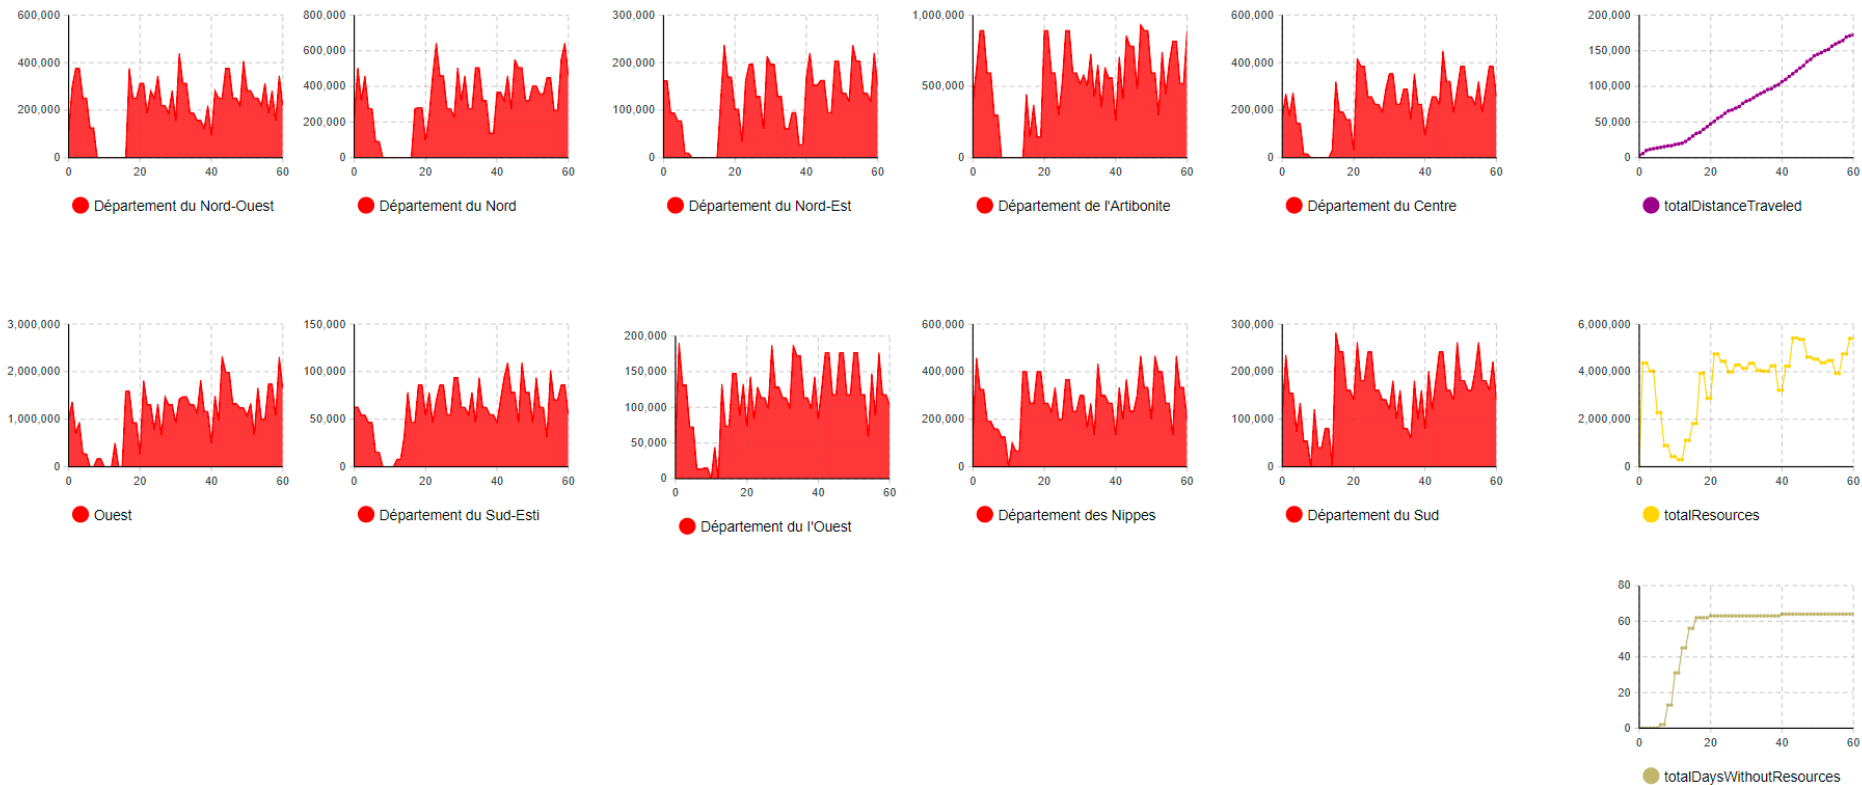 600,000
400,000
200,000
0
0 20 40 60
Département du Nord-Ouest
800,000
600,000
400,000
200,000
0
0 20 40 60
Département du Nord
300,000
200,000
100,000
0
0 20 40 60
Département du Nord-Est
1,000,000
500,000
0
0 20 40 60
Département de l'Artibonite
600,000
400,000
200,000
0
0 20 40 60
Département du Centre
200,000
150,000
100,000
50,000
0
0 20 40 60
totalDistanceTraveled
3,000,000
2,000,000
1,000,000
0
0 20 40 60
Ouest
150,000
100,000
50,000
0
0 20 40 60
Département du Sud-Esti
200,000
150,000
100,000
50,000
0
0 20 40 60
Département du l'Ouest
600,000
400,000
200,000
0
0 20 40 60
Département des Nippes
300,000
200,000
100,000
0
0 20 40 60
Département du Sud
6,000,000
4,000,000
2,000,000
0
0 20 40 60
totalResources
80
60
40
20
0
0 20 40 60
totalDaysWithoutResources